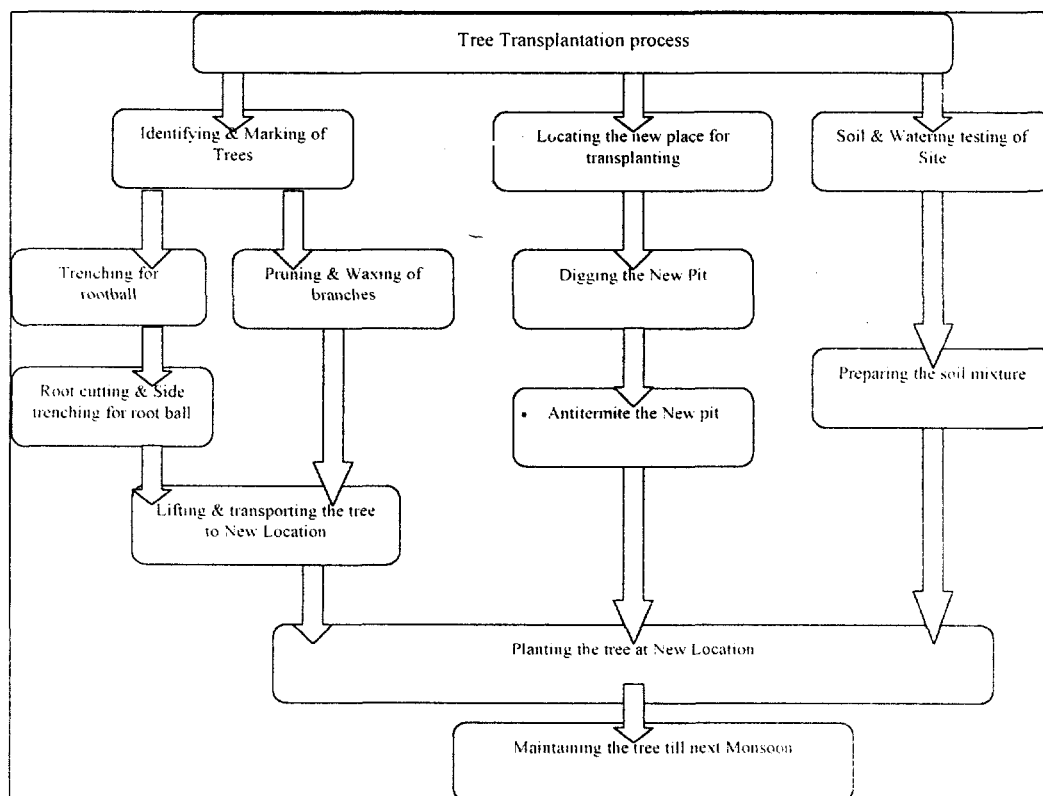 Tree Transplantation process
Identifying & Marking of
Trees
Locating the new place for
transplanting
Soil & Watering testing of
Site
Trenching for
rootball
Pruning & Waxing of
branches
Digging the New Pit
Root cutting & Side
trenching for root ball
• Antitermite the New pit
Preparing the soil mixture
Lifting & transporting the tree
to New Location
Planting the tree at New Location
Maintaining the tree till next Monsoon